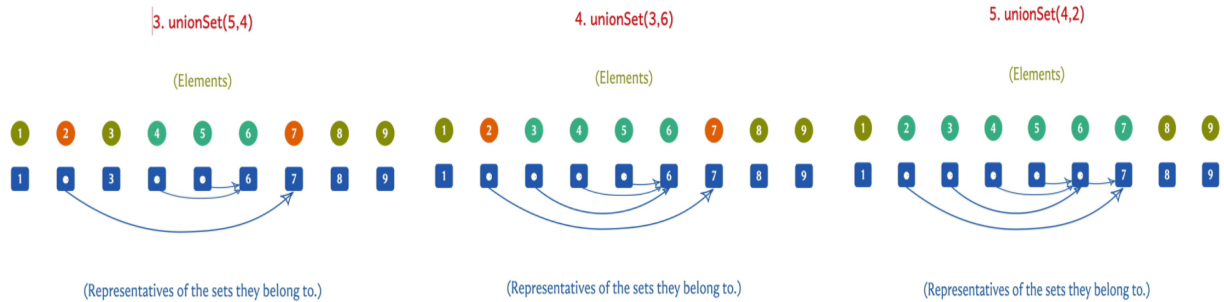 3. unionSet(5,4)
(Elements)
1 2 3 4 5 6 7 8 9
1 3 6 7 8 9
(Representatives of the sets they belong to.)
4. unionSet(3,6)
(Elements)
1 2 3 4 5 6 7 8 9
1 6 7 8 9
(Representatives of the sets they belong to.)
5. unionSet(4,2)
(Elements)
1 2 3 4 5 6 7 8 9
1 7 8 9
(Representatives of the sets they belong to.)